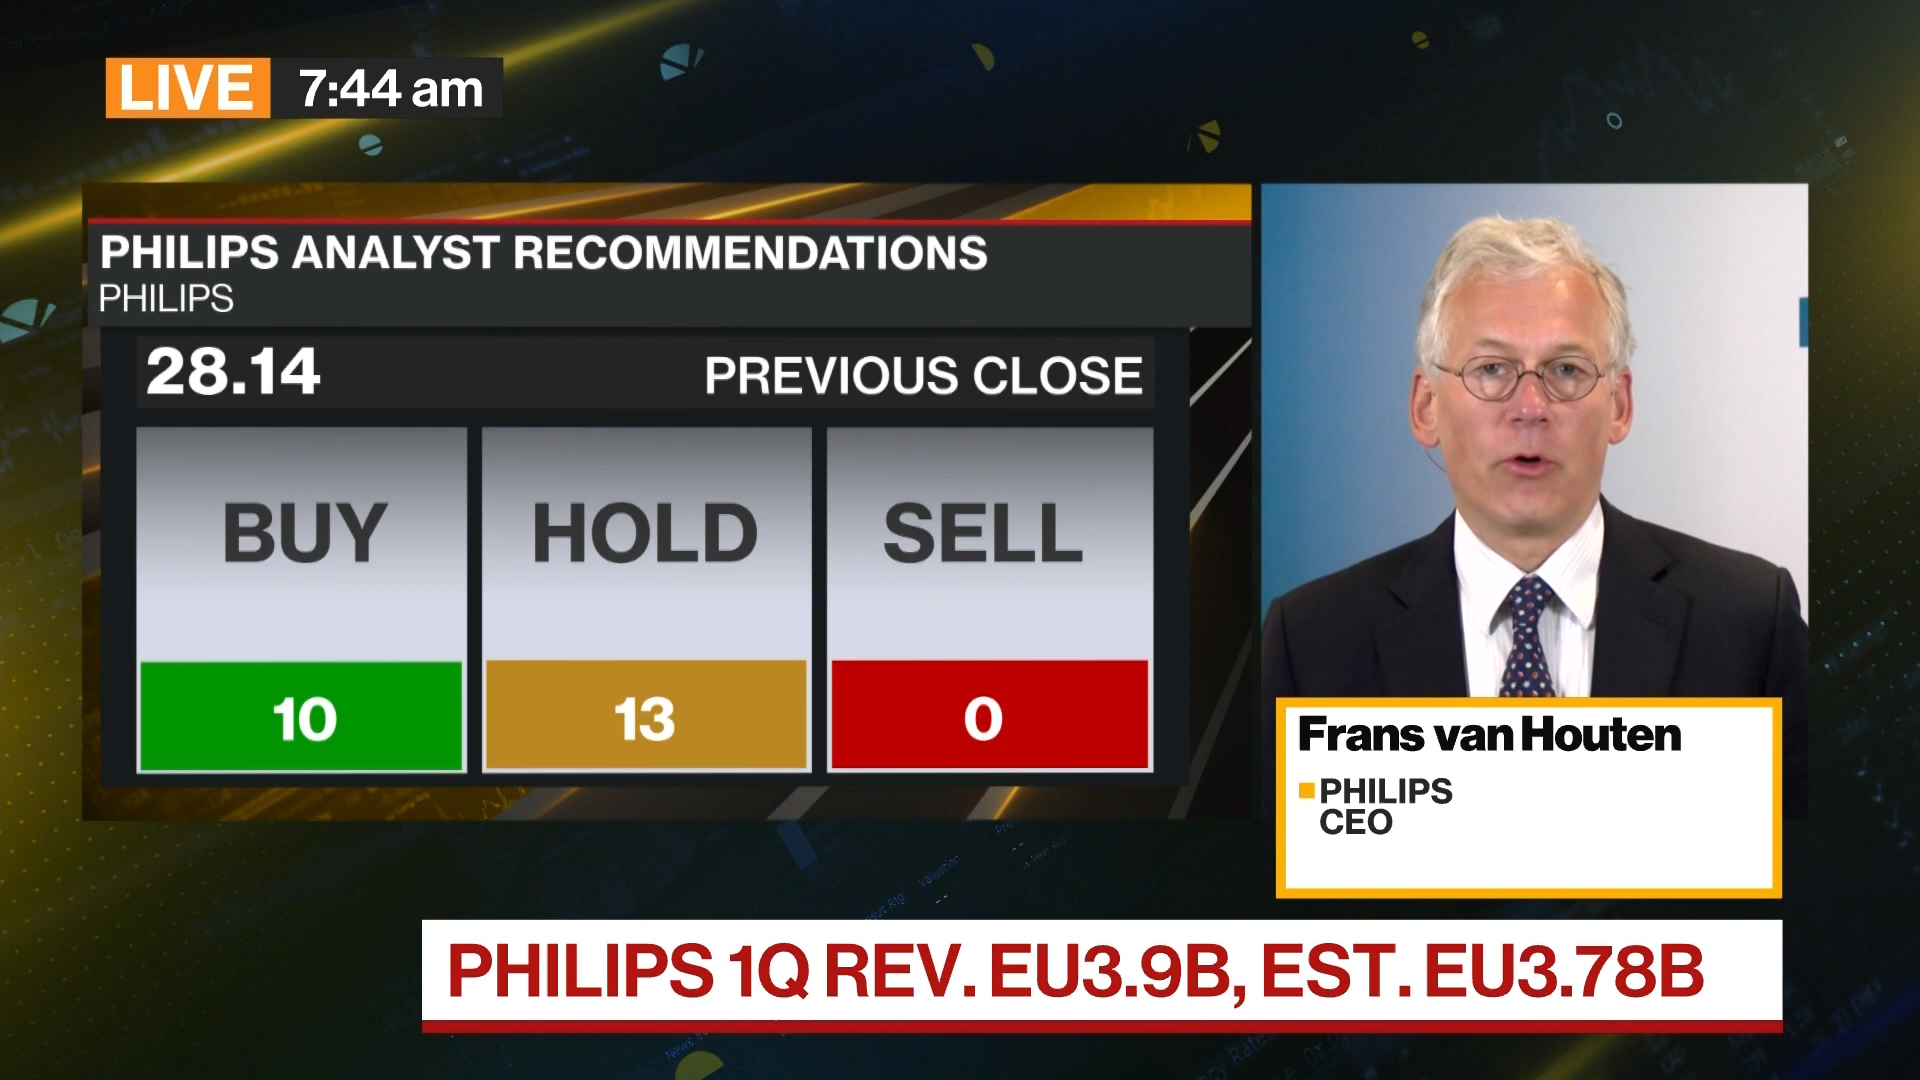 LIVE 7:44 am
PHILIPS ANALYST RECOMMENDATIONS
PHILIPS
28.14 PREVIOUS CLOSE
BUY HOLD SELL
10 13 0
Frans van Houten
PHILIPS
CEO
PHILIPS 1Q REV. EU3.9B, EST. EU3.78B